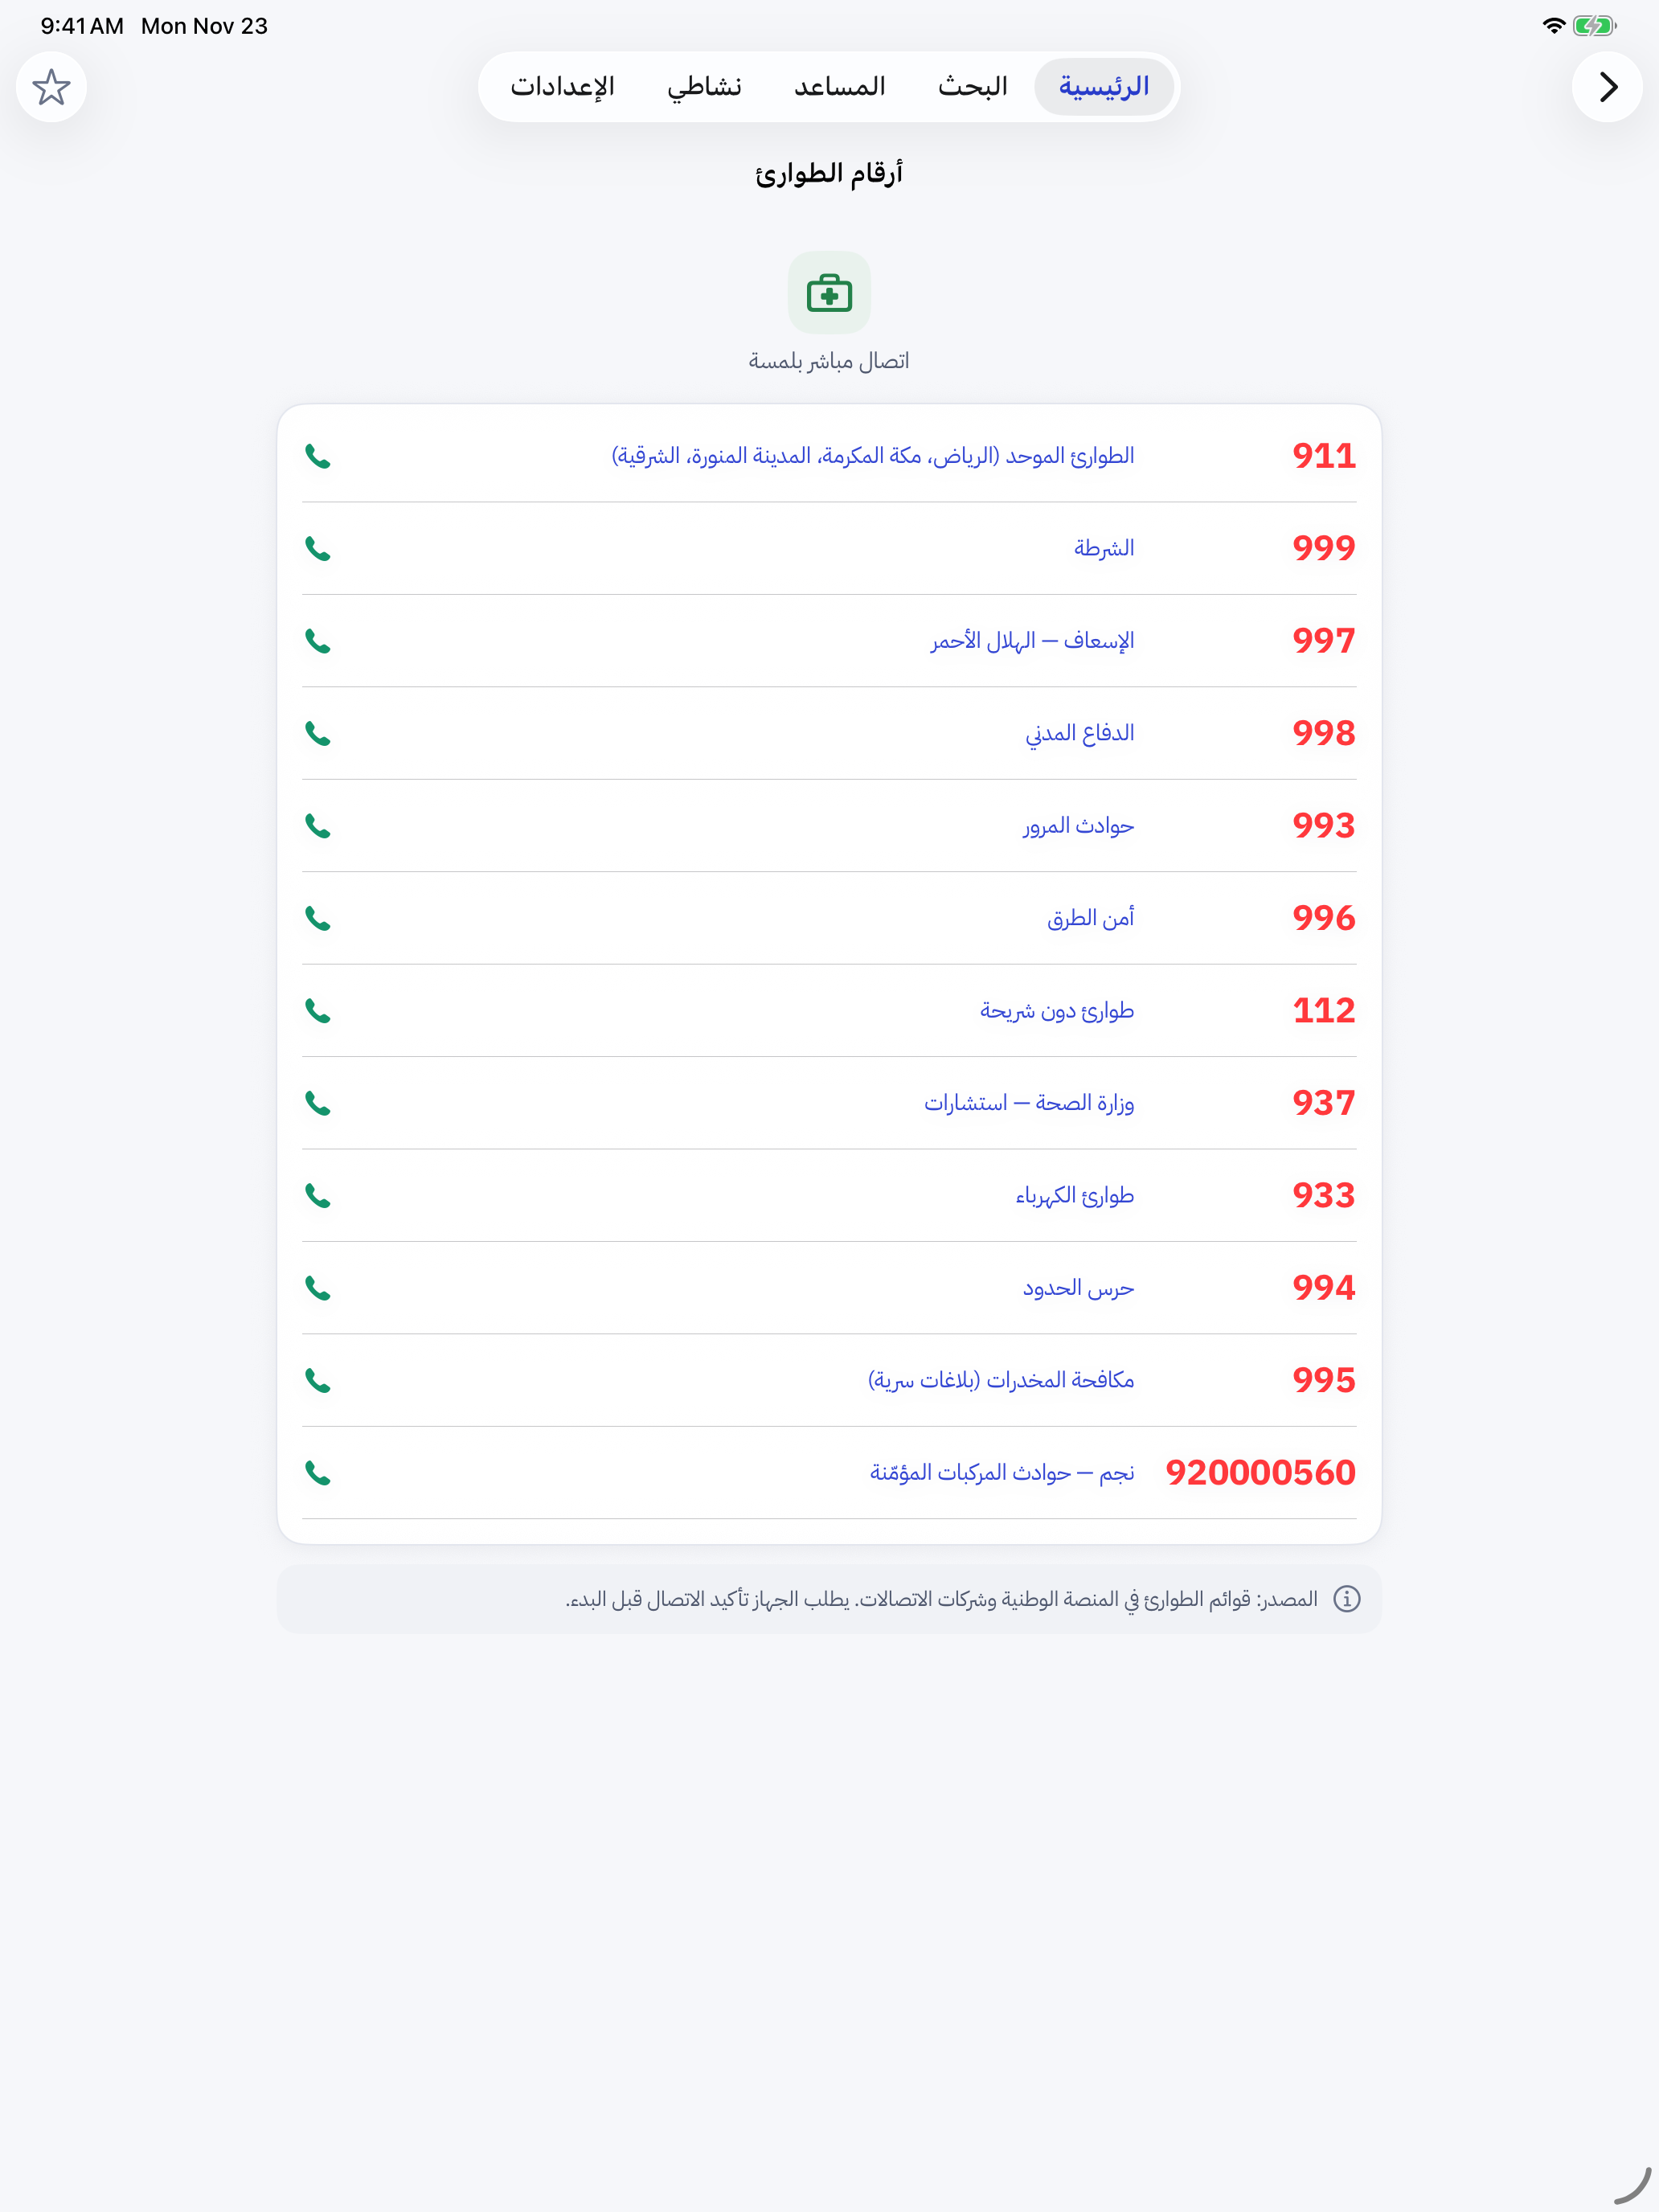 9:41 AM Mon Nov 23
الرئيسية البحث المساعد نشاطي الإعدادات
أرقام الطوارئ
اتصال مباشر بلمسة
911 الطوارئ الموحد (الرياض، مكة المكرمة، المدينة المنورة، الشرقية)
999 الشرطة
997 الإسعاف — الهلال الأحمر
998 الدفاع المدني
993 حوادث المرور
996 أمن الطرق
112 طوارئ دون شريحة
937 وزارة الصحة — استشارات
933 طوارئ الكهرباء
994 حرس الحدود
995 مكافحة المخدرات (بلاغات سرية)
920000560 نجم — حوادث المركبات المؤمّنة
المصدر: قوائم الطوارئ في المنصة الوطنية وشركات الاتصالات. يطلب الجهاز تأكيد الاتصال قبل البدء.